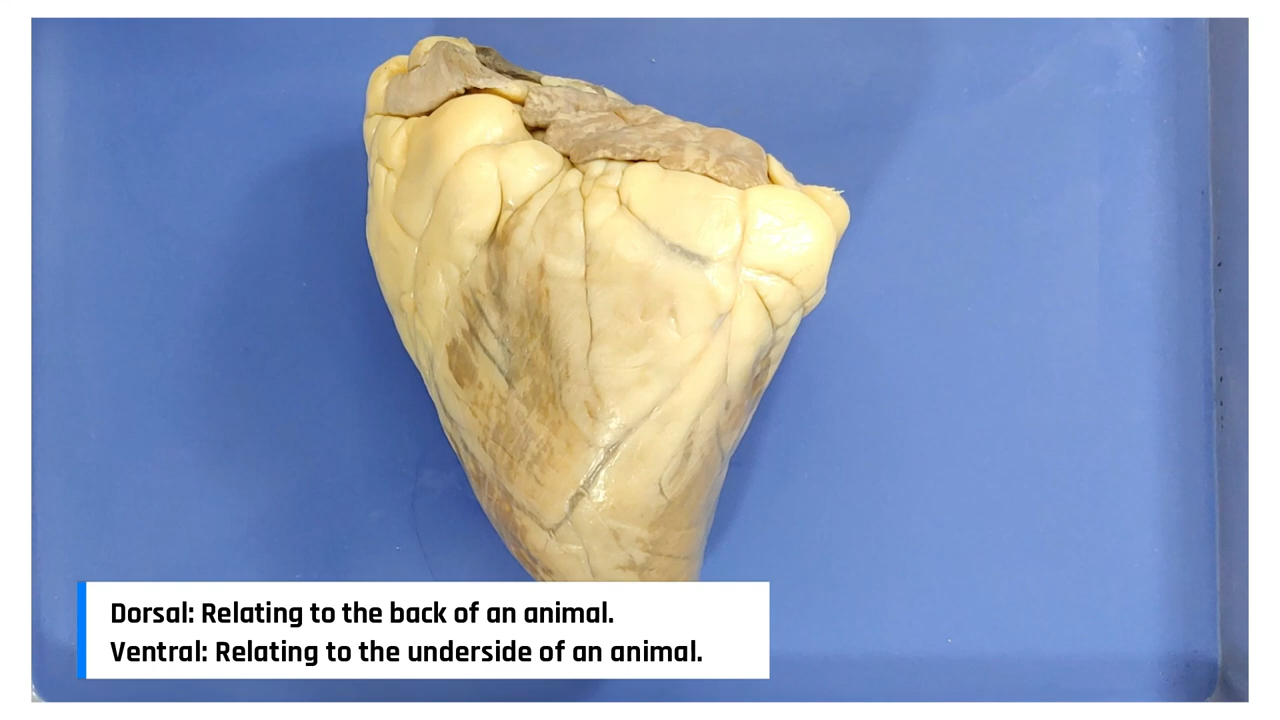 Dorsal: Relating to the back of an animal.
Ventral: Relating to the underside of an animal.